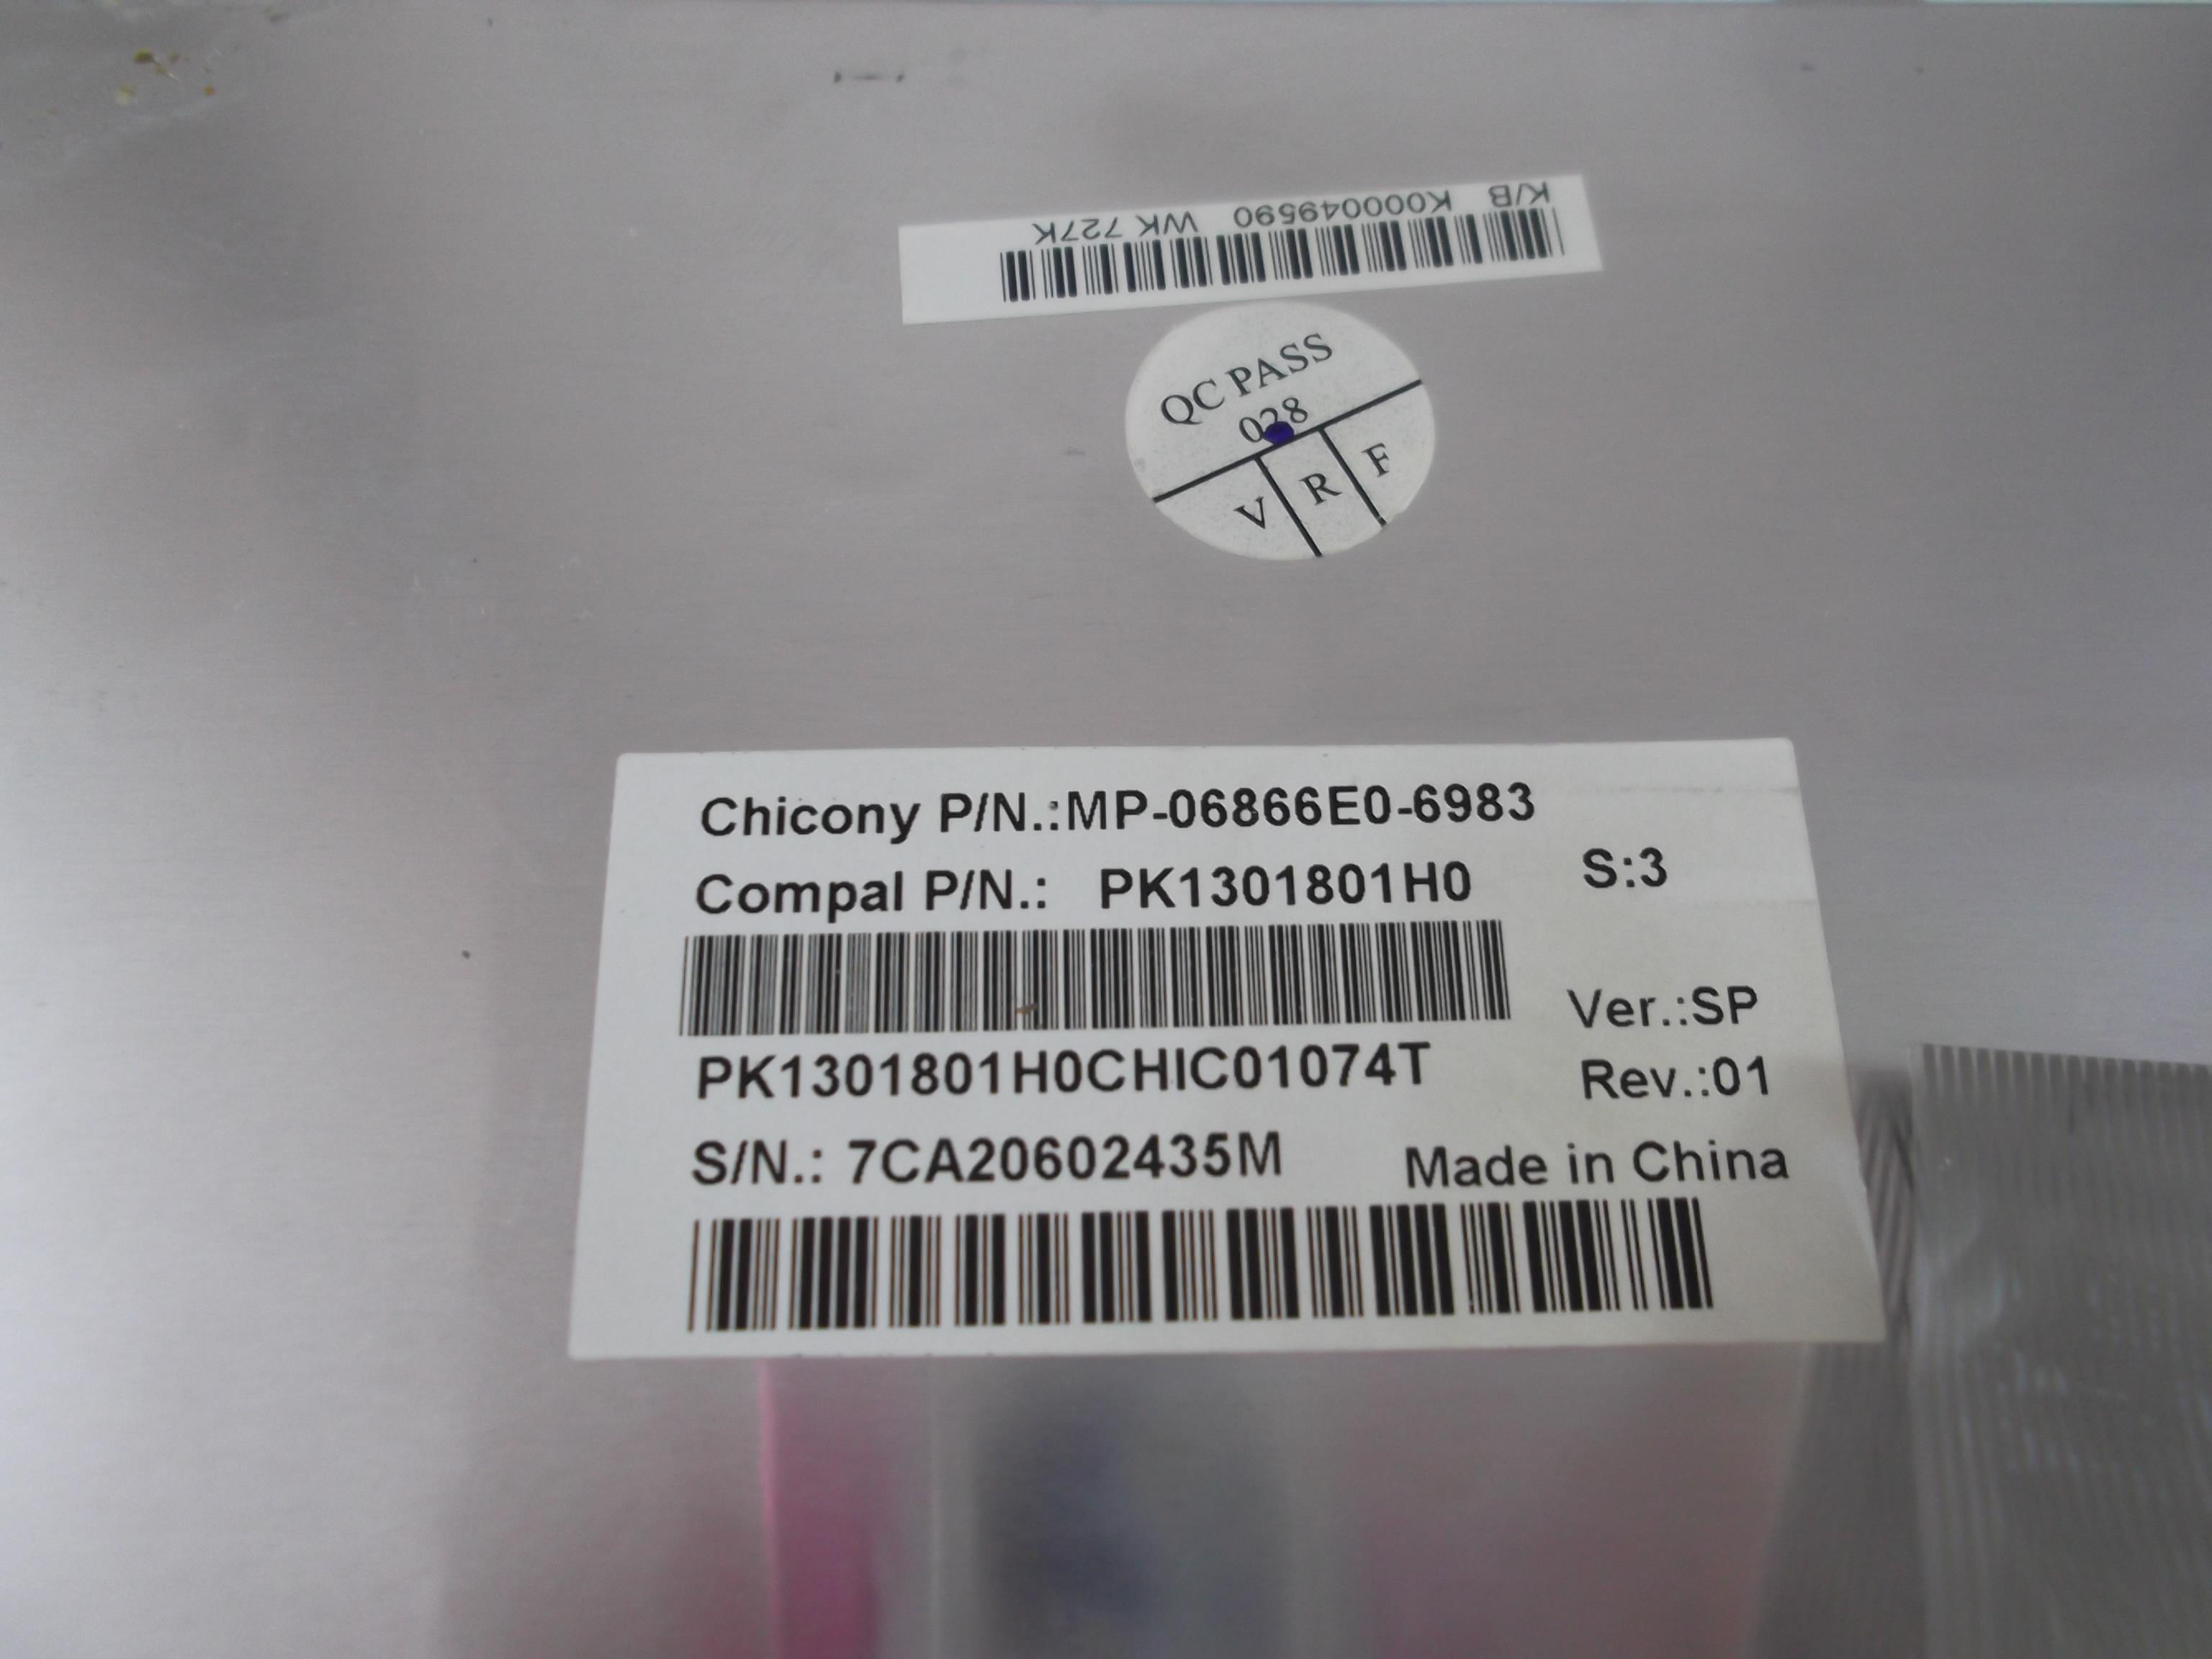 K/B K000049590 WK 727K
QC PASS
028
V R F
Chicony P/N.:MP-06866E0-6983
Compal P/N.: PK1301801H0
S:3
Ver.:SP
PK1301801H0CHIC01074T
Rev.:01
S/N.: 7CA20602435M
Made in China